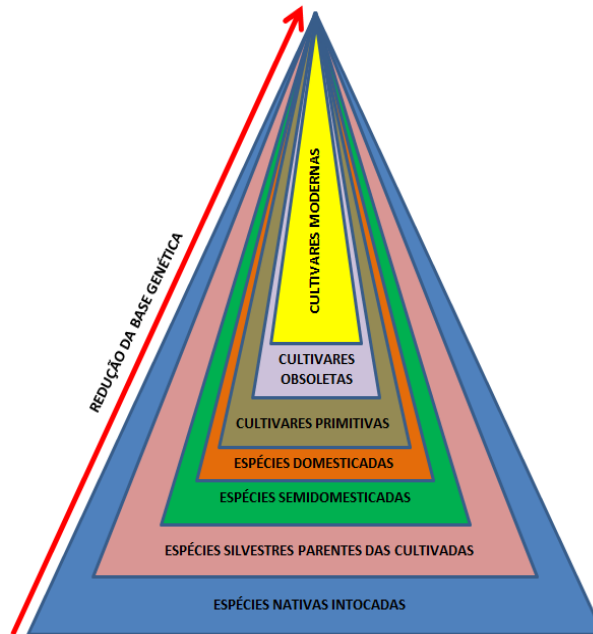 REDUÇÃO DA BASE GENÉTICA
CULTIVARES MODERNAS
CULTIVARES
OBSOLETAS
CULTIVARES PRIMITIVAS
ESPÉCIES DOMESTICADAS
ESPÉCIES SEMIDOMESTICADAS
ESPÉCIES SILVESTRES PARENTES DAS CULTIVADAS
ESPÉCIES NATIVAS INTOCADAS